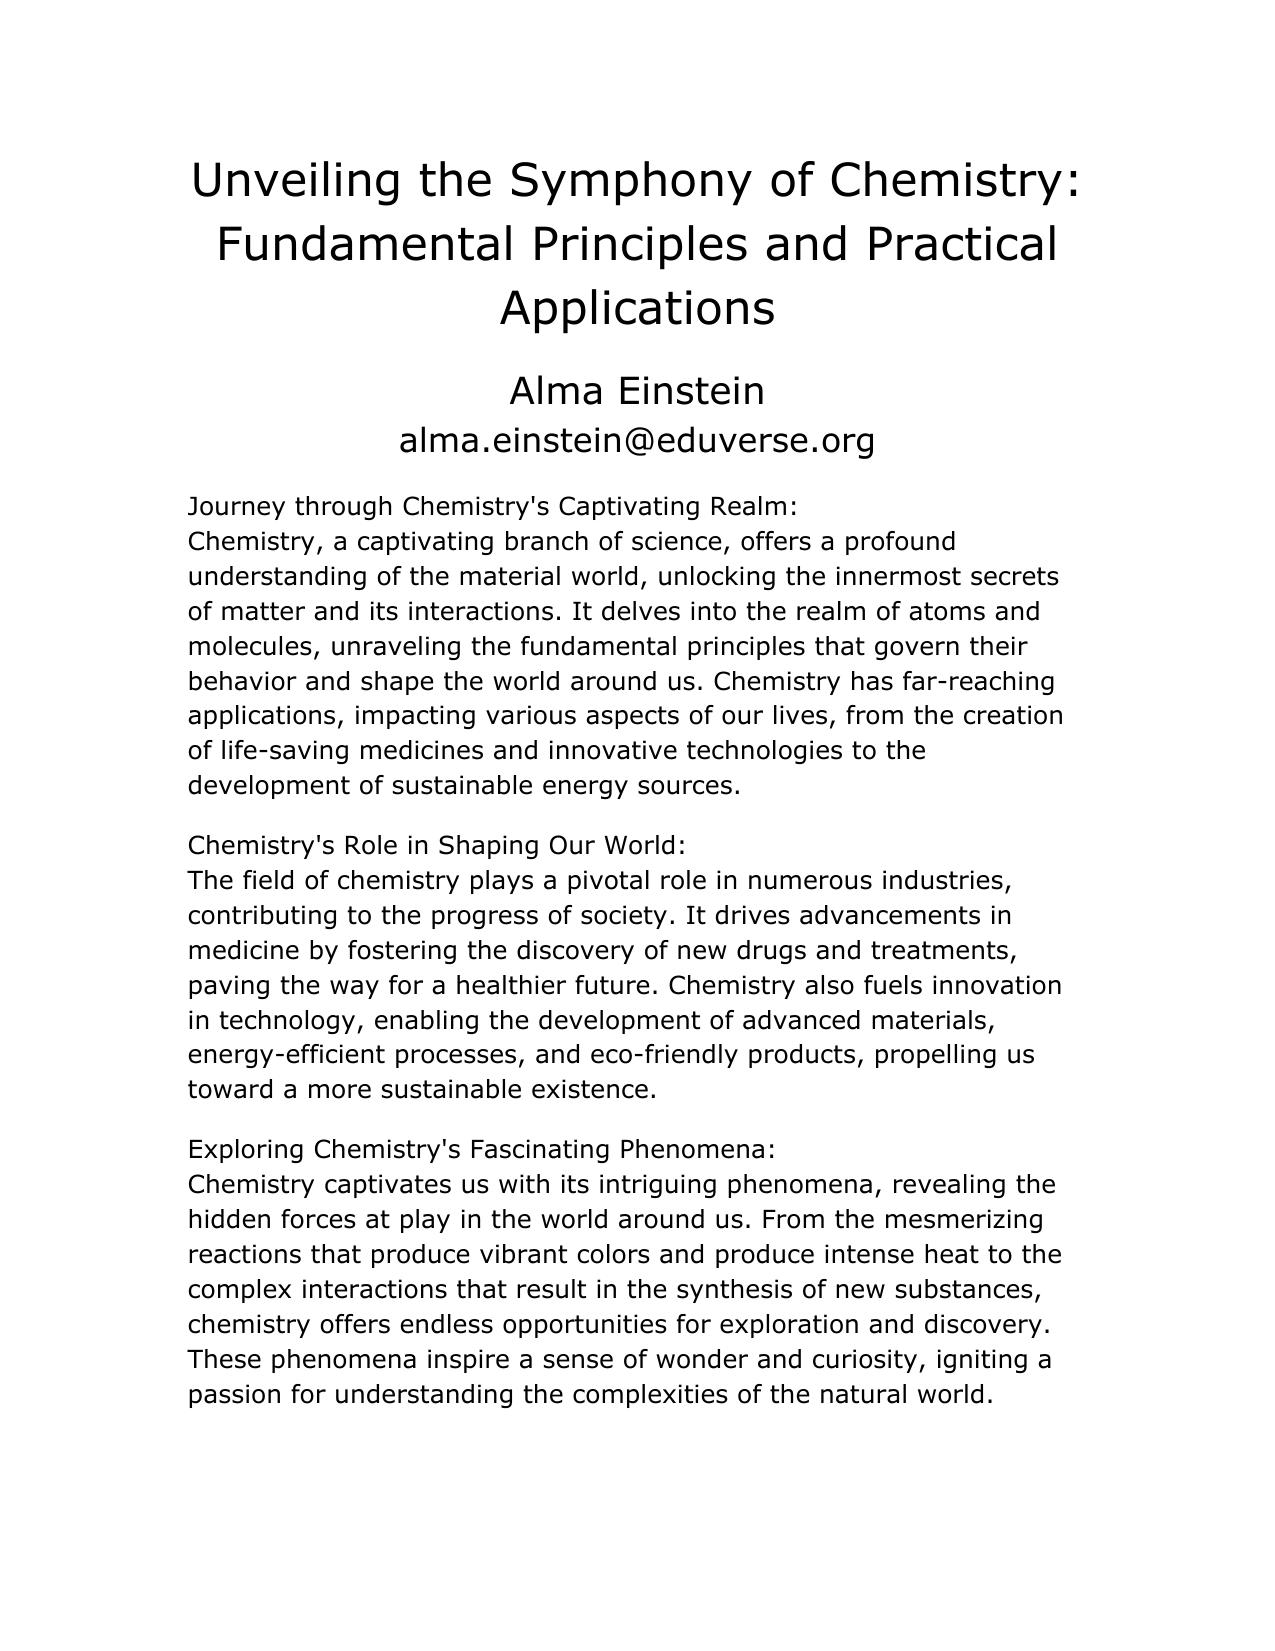 Unveiling the Symphony of Chemistry:
Fundamental Principles and Practical
Applications
Alma Einstein
alma.einstein@eduverse.org
Journey through Chemistry's Captivating Realm:
Chemistry, a captivating branch of science, offers a profound
understanding of the material world, unlocking the innermost secrets
of matter and its interactions. It delves into the realm of atoms and
molecules, unraveling the fundamental principles that govern their
behavior and shape the world around us. Chemistry has far-reaching
applications, impacting various aspects of our lives, from the creation
of life-saving medicines and innovative technologies to the
development of sustainable energy sources.
Chemistry's Role in Shaping Our World:
The field of chemistry plays a pivotal role in numerous industries,
contributing to the progress of society. It drives advancements in
medicine by fostering the discovery of new drugs and treatments,
paving the way for a healthier future. Chemistry also fuels innovation
in technology, enabling the development of advanced materials,
energy-efficient processes, and eco-friendly products, propelling us
toward a more sustainable existence.
Exploring Chemistry's Fascinating Phenomena:
Chemistry captivates us with its intriguing phenomena, revealing the
hidden forces at play in the world around us. From the mesmerizing
reactions that produce vibrant colors and produce intense heat to the
complex interactions that result in the synthesis of new substances,
chemistry offers endless opportunities for exploration and discovery.
These phenomena inspire a sense of wonder and curiosity, igniting a
passion for understanding the complexities of the natural world.